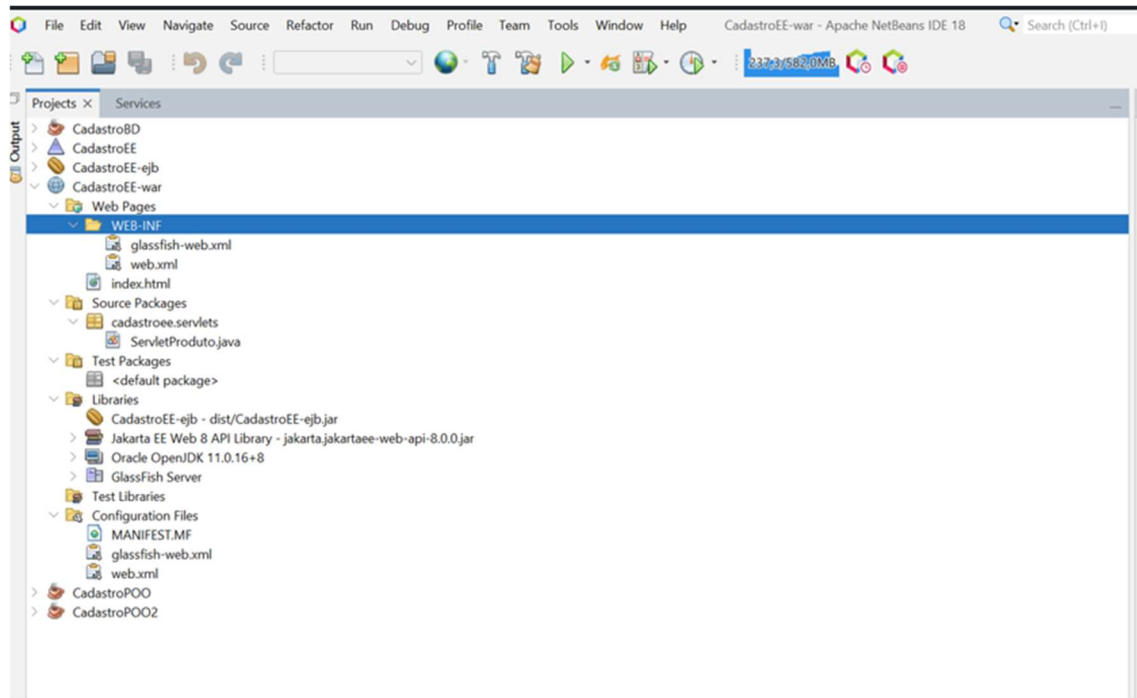 File Edit View Navigate Source Refactor Run Debug Profile Team Tools Window Help CadastroEE-war - Apache NetBeans IDE 18 Search (Ctrl+I)
237,3/582,0MB
Projects Services
Output
CadastroBD
CadastroEE
CadastroEE-ejb
CadastroEE-war
Web Pages
WEB-INF
glassfish-web.xml
web.xml
index.html
Source Packages
cadastroee.servlets
ServletProduto.java
Test Packages
<default package>
Libraries
CadastroEE-ejb - dist/CadastroEE-ejb.jar
Jakarta EE Web 8 API Library - jakarta.jakartaee-web-api-8.0.0.jar
Oracle OpenJDK 11.0.16+8
GlassFish Server
Test Libraries
Configuration Files
MANIFEST.MF
glassfish-web.xml
web.xml
CadastroPOO
CadastroPOO2